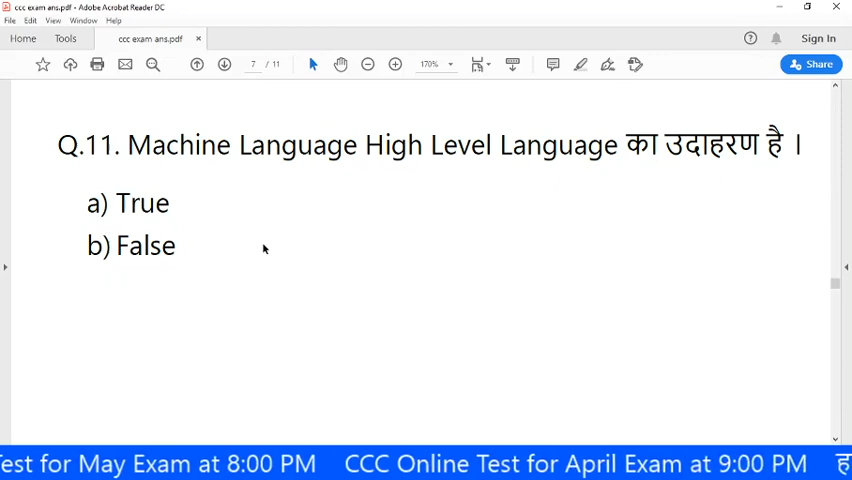 ccc exam ans.pdf - Adobe Acrobat Reader DC
File Edit View Window Help
Home Tools ccc exam ans.pdf × Sign In
7 / 11 170% Share
Q.11. Machine Language High Level Language का उदाहरण है ।
a) True
b) False
Test for May Exam at 8:00 PM CCC Online Test for April Exam at 9:00 PM ह